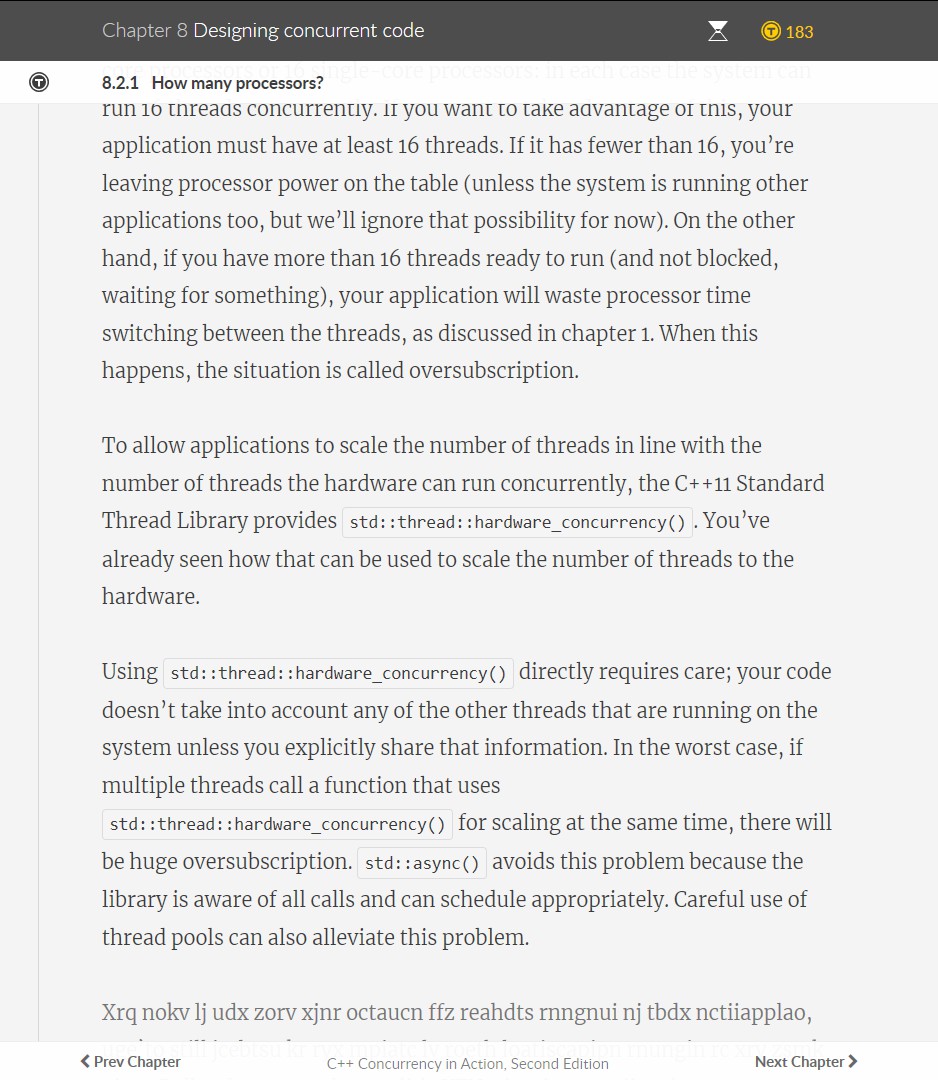 Chapter 8 Designing concurrent code
183
core processors or 16 single-core processors: in each case the system can
8.2.1 How many processors?
run 16 threads concurrently. If you want to take advantage of this, your
application must have at least 16 threads. If it has fewer than 16, you’re
leaving processor power on the table (unless the system is running other
applications too, but we’ll ignore that possibility for now). On the other
hand, if you have more than 16 threads ready to run (and not blocked,
waiting for something), your application will waste processor time
switching between the threads, as discussed in chapter 1. When this
happens, the situation is called oversubscription.
To allow applications to scale the number of threads in line with the
number of threads the hardware can run concurrently, the C++11 Standard
Thread Library provides std::thread::hardware_concurrency() . You’ve
already seen how that can be used to scale the number of threads to the
hardware.
Using std::thread::hardware_concurrency() directly requires care; your code
doesn’t take into account any of the other threads that are running on the
system unless you explicitly share that information. In the worst case, if
multiple threads call a function that uses
std::thread::hardware_concurrency() for scaling at the same time, there will
be huge oversubscription. std::async() avoids this problem because the
library is aware of all calls and can schedule appropriately. Careful use of
thread pools can also alleviate this problem.
Xrq nokv lj udx zorv xjnr octaucn ffz reahdts rnngnui nj tbdx nctiiapplao,
Prev Chapter
C++ Concurrency in Action, Second Edition
Next Chapter